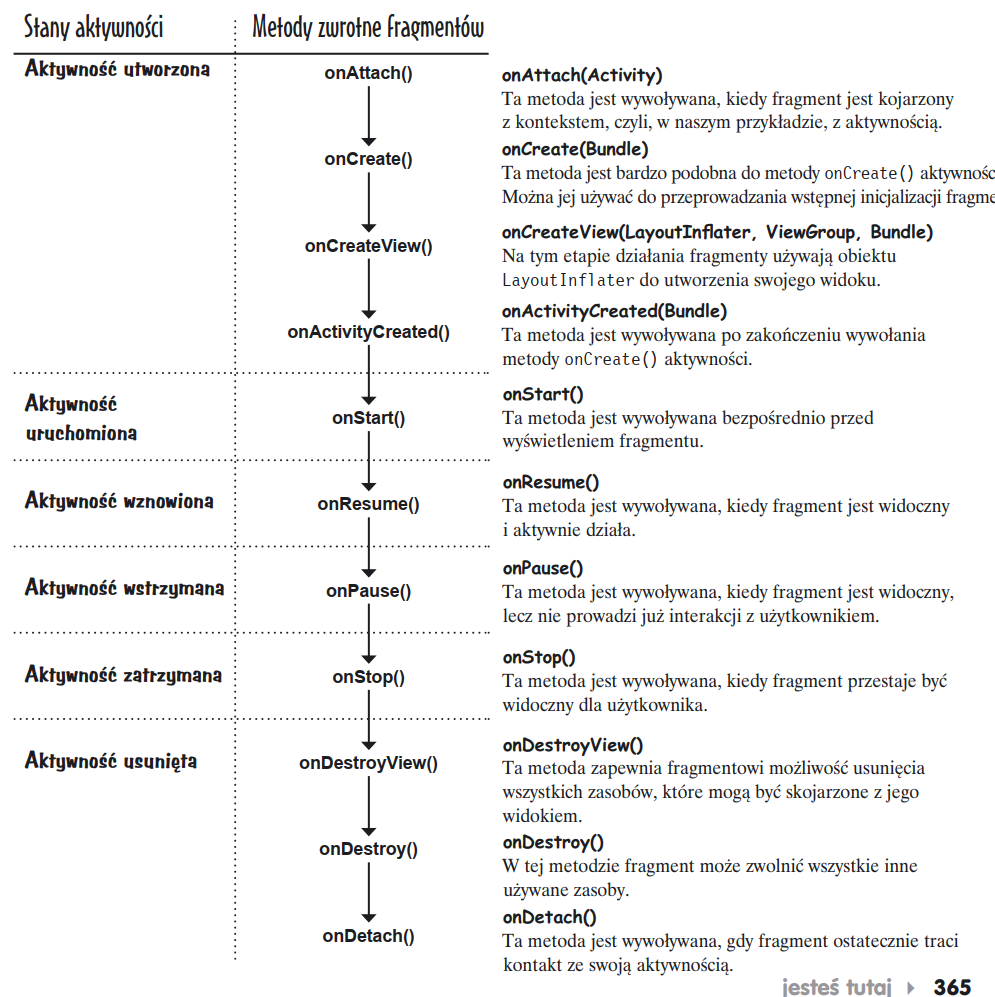 Stany aktywności
Metody zwrotne fragmentów
Aktywność utworzona
onAttach()
onCreate()
onCreateView()
onActivityCreated()
Aktywność
uruchomiona
onStart()
Aktywność wznowiona
onResume()
Aktywność wstrzymana
onPause()
Aktywność zatrzymana
onStop()
Aktywność usunięta
onDestroyView()
onDestroy()
onDetach()
onAttach(Activity)
Ta metoda jest wywoływana, kiedy fragment jest kojarzony
z kontekstem, czyli, w naszym przykładzie, z aktywnością.
onCreate(Bundle)
Ta metoda jest bardzo podobna do metody onCreate() aktywnośc
Można jej używać do przeprowadzania wstępnej inicjalizacji fragme
onCreateView(LayoutInflater, ViewGroup, Bundle)
Na tym etapie działania fragmenty używają obiektu
LayoutInflater do utworzenia swojego widoku.
onActivityCreated(Bundle)
Ta metoda jest wywoływana po zakończeniu wywołania
metody onCreate() aktywności.
onStart()
Ta metoda jest wywoływana bezpośrednio przed
wyświetleniem fragmentu.
onResume()
Ta metoda jest wywoływana, kiedy fragment jest widoczny
i aktywnie działa.
onPause()
Ta metoda jest wywoływana, kiedy fragment jest widoczny,
lecz nie prowadzi już interakcji z użytkownikiem.
onStop()
Ta metoda jest wywoływana, kiedy fragment przestaje być
widoczny dla użytkownika.
onDestroyView()
Ta metoda zapewnia fragmentowi możliwość usunięcia
wszystkich zasobów, które mogą być skojarzone z jego
widokiem.
onDestroy()
W tej metodzie fragment może zwolnić wszystkie inne
używane zasoby.
onDetach()
Ta metoda jest wywoływana, gdy fragment ostatecznie traci
kontakt ze swoją aktywnością.
jesteś tutaj 365